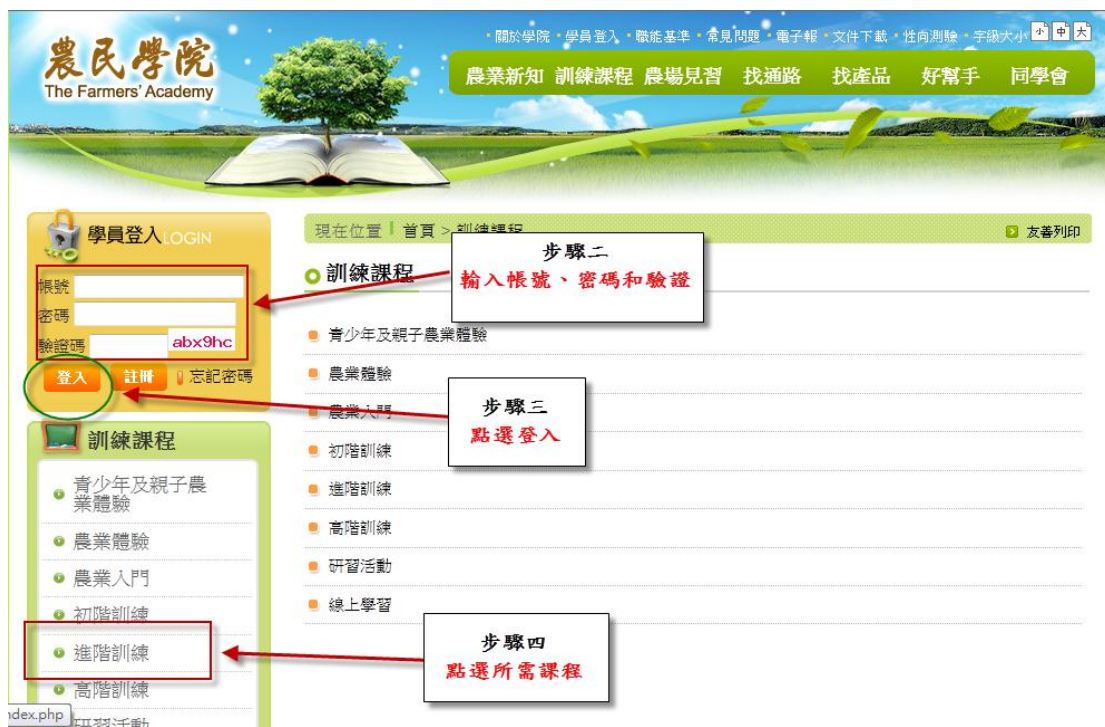 農民學院
The Farmers' Academy
•關於學院 •學員登入 •職能基準 •常見問題 •電子報 •文件下載 •性向測驗 •字級大小 小 中 大
農業新知 訓練課程 農場見習 找通路 找產品 好幫手 同學會
學員登入 LOGIN
帳號
密碼
驗證碼 abx9hc
登入 註冊 忘記密碼
訓練課程
青少年及親子農
業體驗
農業體驗
農業入門
初階訓練
進階訓練
高階訓練
研習活動
ndex.php
現在位置 首頁 > 訓練課程
友善列印
訓練課程
青少年及親子農業體驗
農業體驗
農業入門
初階訓練
進階訓練
高階訓練
研習活動
線上學習
步驟二
輸入帳號、密碼和驗證
步驟三
點選登入
步驟四
點選所需課程